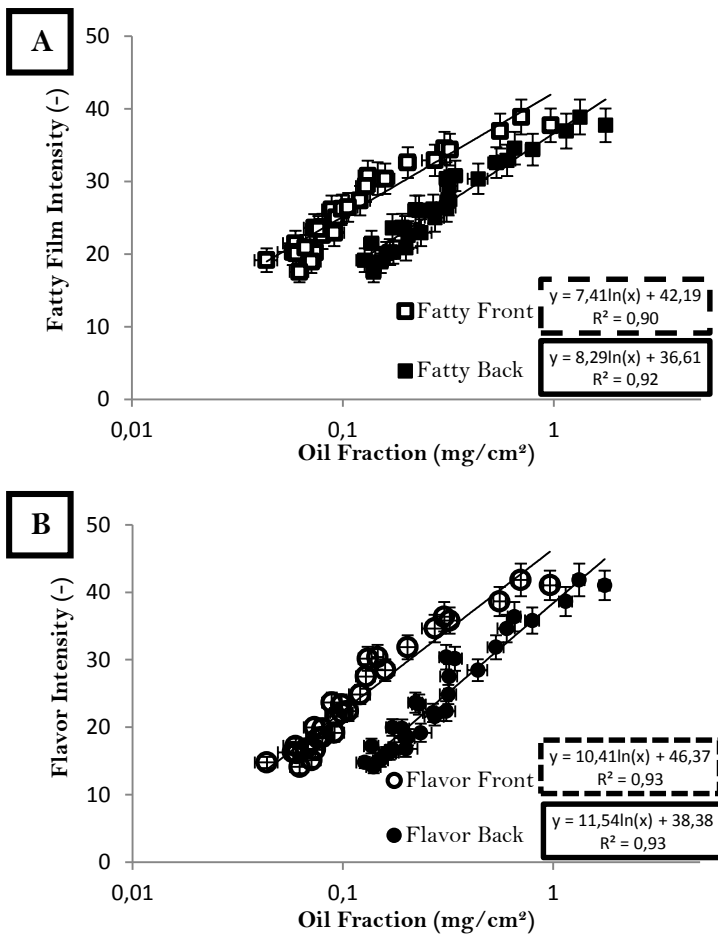 A
50
40
30
20
10
0
Fatty Film Intensity (-)
Fatty Front
y = 7,41ln(x) + 42,19
R² = 0,90
Fatty Back
y = 8,29ln(x) + 36,61
R² = 0,92
0,01
0,1
1
Oil Fraction (mg/cm²)
B
50
40
30
20
10
0
Flavor Intensity (-)
Flavor Front
y = 10,41ln(x) + 46,37
R² = 0,93
Flavor Back
y = 11,54ln(x) + 38,38
R² = 0,93
0,01
0,1
1
Oil Fraction (mg/cm²)